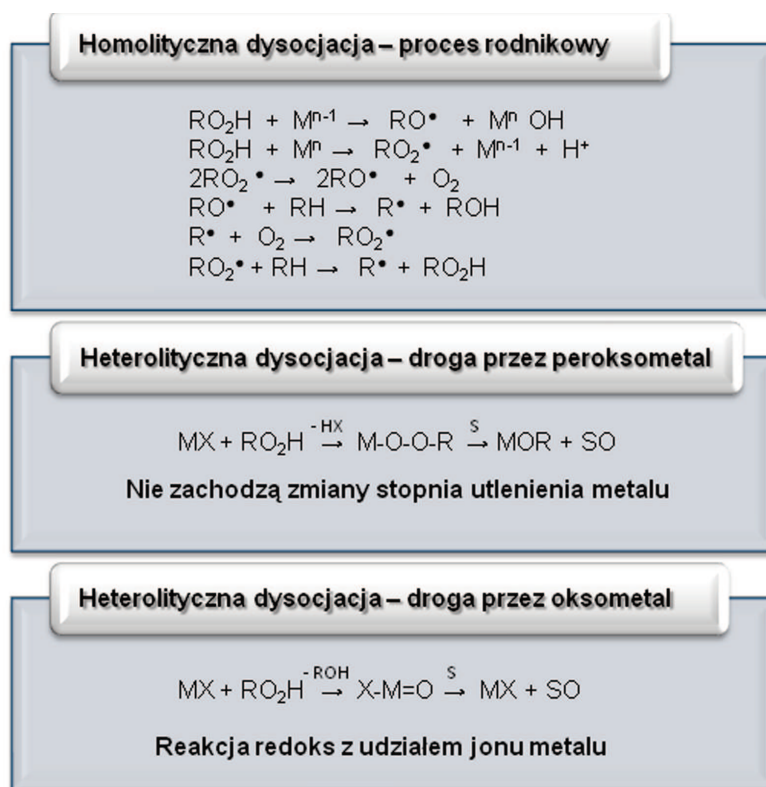 Homolityczna dysocjacja – proces rodnikowy
RO₂H + Mⁿ⁻¹ → RO• + Mⁿ OH
RO₂H + Mⁿ → RO₂• + Mⁿ⁻¹ + H⁺
2RO₂• → 2RO• + O₂
RO• + RH → R• + ROH
R• + O₂ → RO₂•
RO₂• + RH → R• + RO₂H
Heterolityczna dysocjacja – droga przez peroksometal
- HX S
MX + RO₂H → M-O-O-R → MOR + SO
Nie zachodzą zmiany stopnia utlenienia metalu
Heterolityczna dysocjacja – droga przez oksometal
- ROH S
MX + RO₂H → X-M=O → MX + SO
Reakcja redoks z udziałem jonu metalu